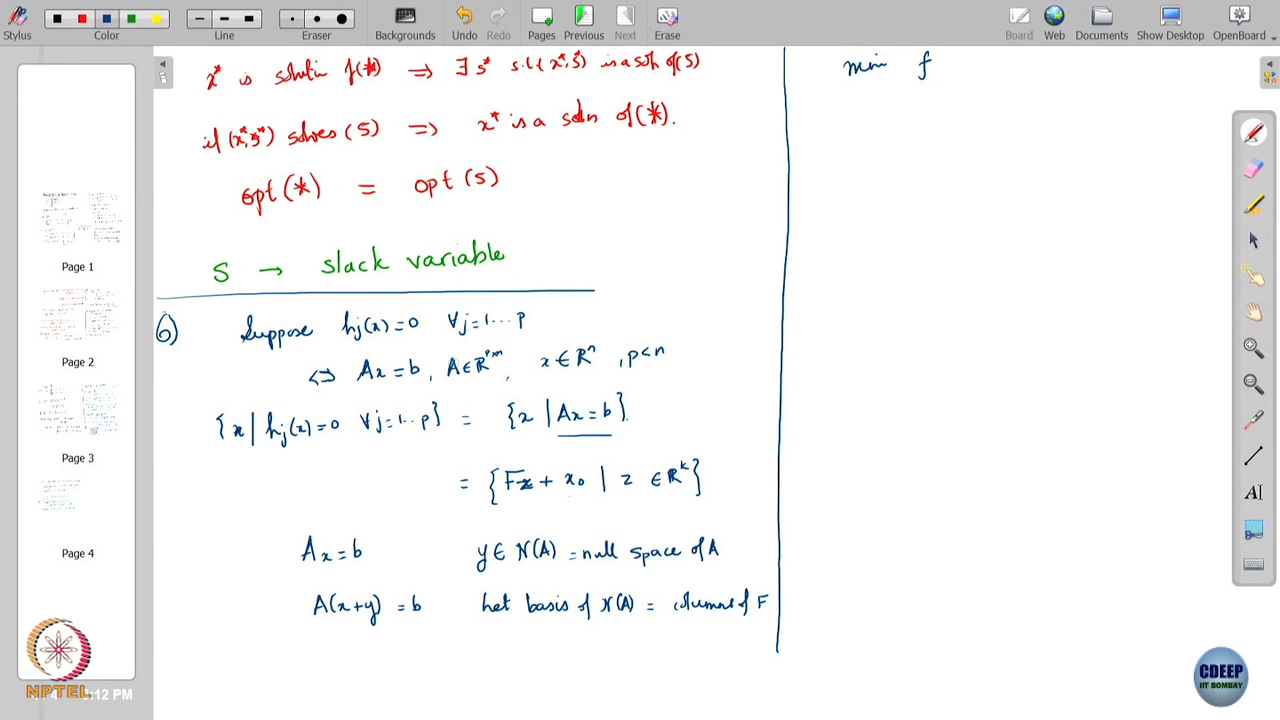 Stylus
Color
Line
Eraser
Backgrounds
Undo
Redo
Pages
Previous
Next
Erase
Board
Web
Documents
Show Desktop
OpenBoard
Page 1
Page 2
Page 3
Page 4
x* is solution f(*) ⇒ ∃ s* s.t (x*,s*) is a soln of (S)
if (x*,s*) solves (S) ⇒ x* is a soln of (*).
opt (*) = opt (S)
S → slack variable
6) Suppose hj(x)=0 ∀j=1...p
⇔ Ax=b, A∈ℝ^{p×n}, x∈ℝ^n, p<n
{x| hj(x)=0 ∀j=1...p} = {x | Ax=b}.
= {Fz + x0 | z ∈ ℝ^k}
Ax=b y∈ N(A) = null space of A
A(x+y) = b Let basis of N(A) = columns of F
min f
NPTEL
:12 PM
CDEEP
IIT BOMBAY